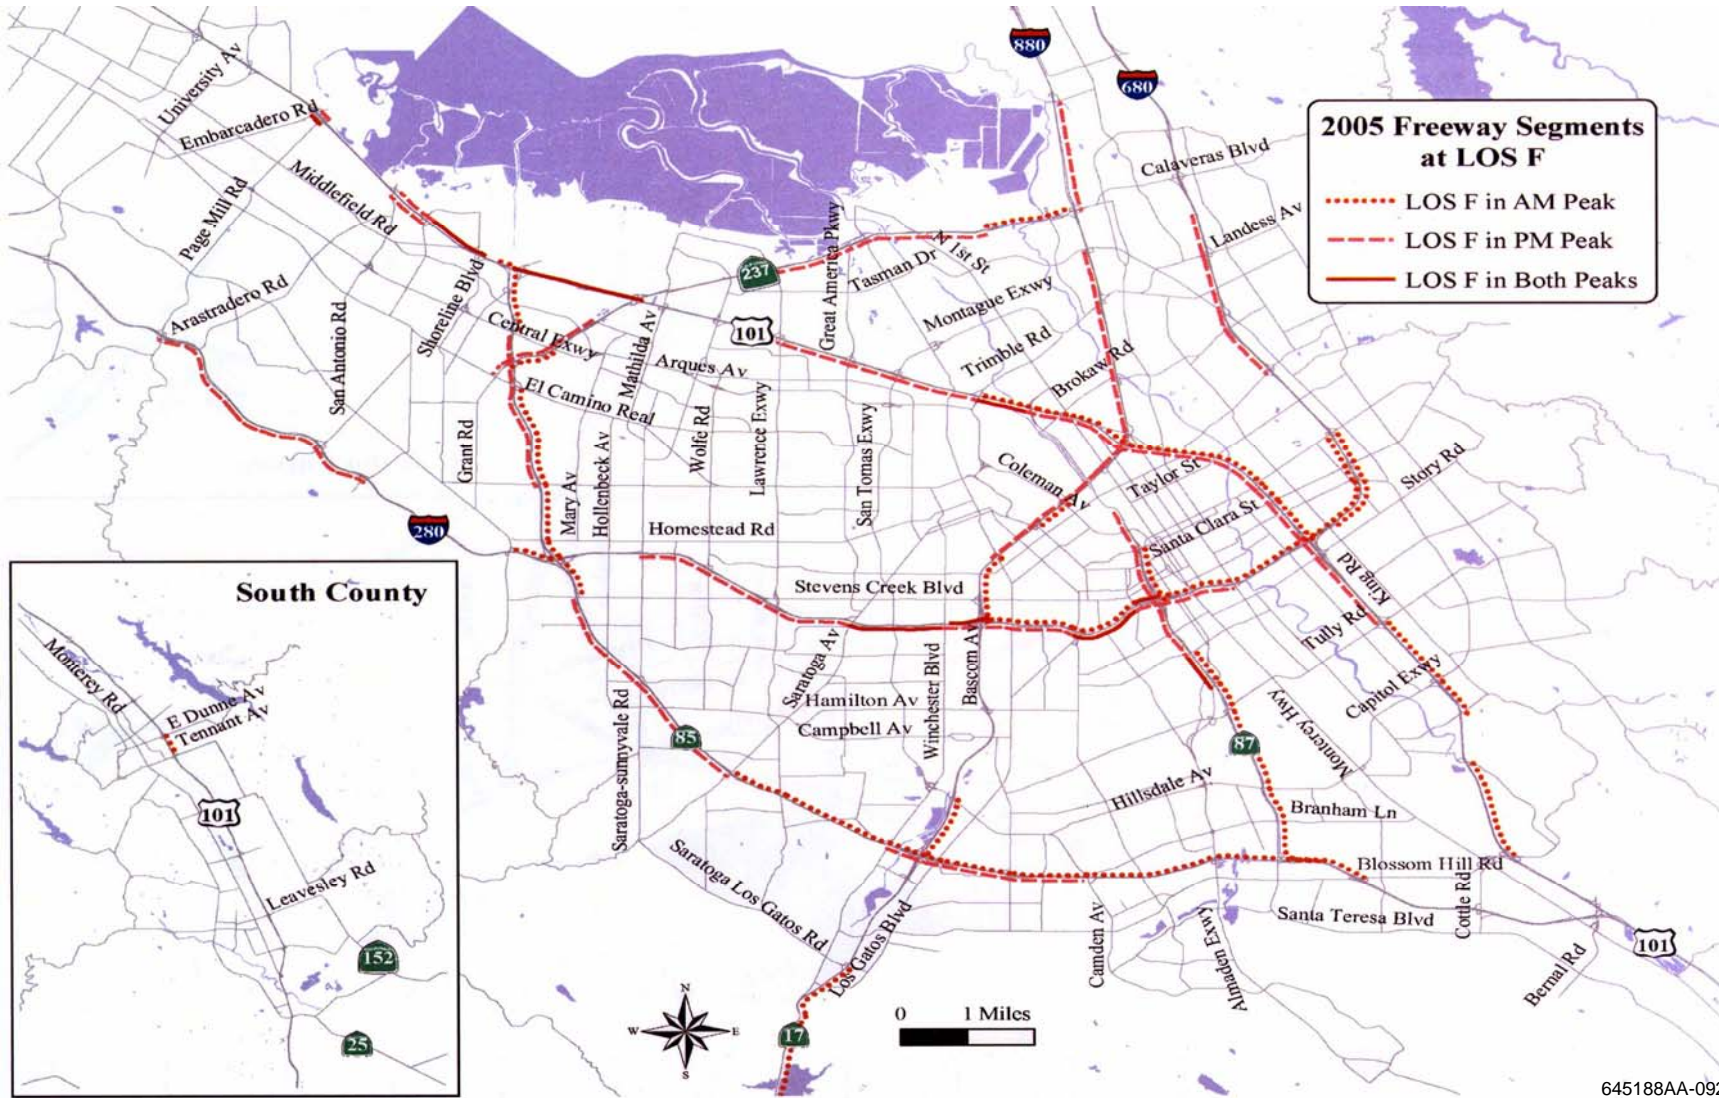 880
680
2005 Freeway Segments
at LOS F
LOS F in AM Peak
LOS F in PM Peak
LOS F in Both Peaks
University Av
Embarcadero Rd
Middlefield Rd
Page Mill Rd
Arastradero Rd
San Antonio Rd
Shoreline Blvd
Central Exwy
Mathilda Av
237
Great America Pkwy
Tasman Dr
N 1st St
Calaveras Blvd
Landess Av
Montague Exwy
Trimble Rd
Brokaw Rd
101
Arques Av
El Camino Real
Grant Rd
Mary Av
Hollenbeck Av
Wolfe Rd
Lawrence Exwy
San Tomas Exwy
Coleman Av
Taylor St
Story Rd
Santa Clara St
280
Homestead Rd
Stevens Creek Blvd
King Rd
Tully Rd
Capitol Exwy
Saratoga Av
Winchester Blvd
Bascom Av
Hamilton Av
Campbell Av
Saratoga-sunnyvale Rd
85
87
Monterey Hwy
Hillsdale Av
Branham Ln
Blossom Hill Rd
Saratoga Los Gatos Rd
Los Gatos Blvd
Camden Av
Almaden Exwy
Santa Teresa Blvd
Cottle Rd
Bernal Rd
101
17
South County
Monterey Rd
E Dunne Av
Tennant Av
101
Leavesley Rd
152
25
N
W
E
S
0
1 Miles
645188AA-092